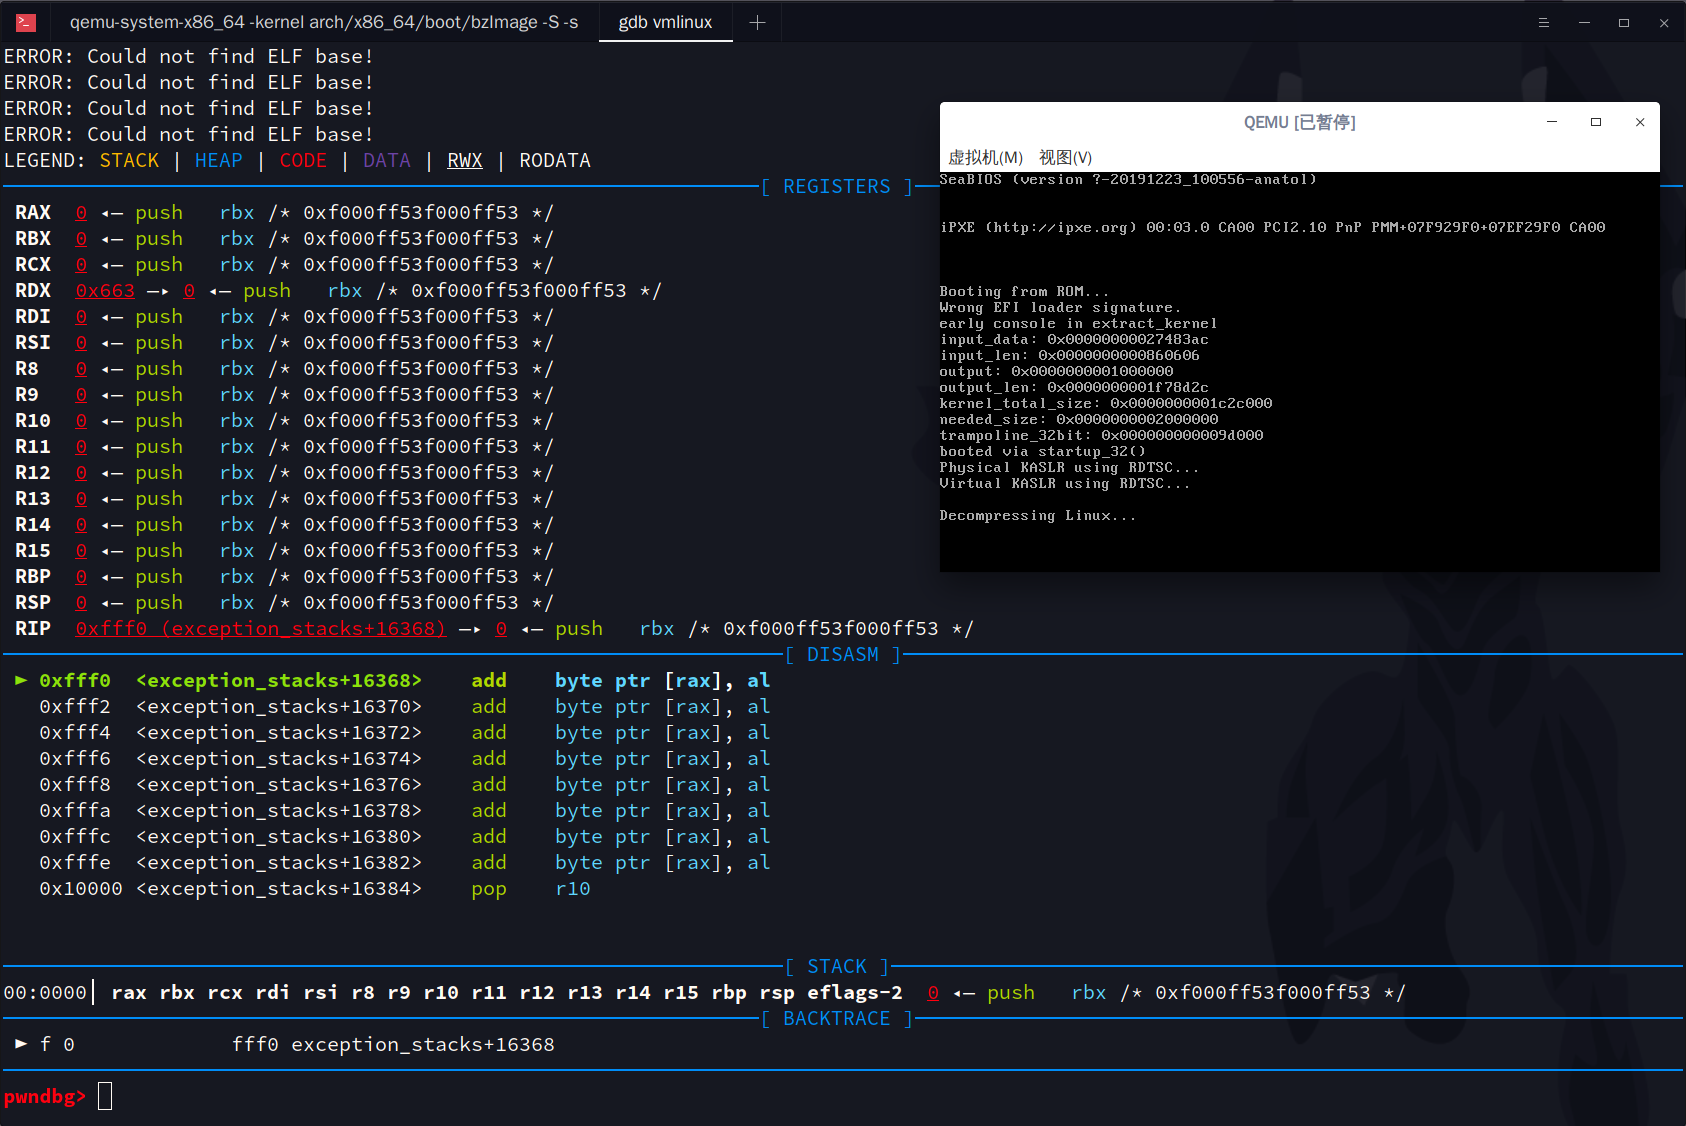 qemu-system-x86_64 -kernel arch/x86_64/boot/bzImage -S -s
gdb vmlinux
ERROR: Could not find ELF base!
ERROR: Could not find ELF base!
ERROR: Could not find ELF base!
ERROR: Could not find ELF base!
LEGEND: STACK | HEAP | CODE | DATA | RWX | RODATA
[ REGISTERS ]
RAX 0 ◂— push rbx /* 0xf000ff53f000ff53 */
RBX 0 ◂— push rbx /* 0xf000ff53f000ff53 */
RCX 0 ◂— push rbx /* 0xf000ff53f000ff53 */
RDX 0x663 —▸ 0 ◂— push rbx /* 0xf000ff53f000ff53 */
RDI 0 ◂— push rbx /* 0xf000ff53f000ff53 */
RSI 0 ◂— push rbx /* 0xf000ff53f000ff53 */
R8 0 ◂— push rbx /* 0xf000ff53f000ff53 */
R9 0 ◂— push rbx /* 0xf000ff53f000ff53 */
R10 0 ◂— push rbx /* 0xf000ff53f000ff53 */
R11 0 ◂— push rbx /* 0xf000ff53f000ff53 */
R12 0 ◂— push rbx /* 0xf000ff53f000ff53 */
R13 0 ◂— push rbx /* 0xf000ff53f000ff53 */
R14 0 ◂— push rbx /* 0xf000ff53f000ff53 */
R15 0 ◂— push rbx /* 0xf000ff53f000ff53 */
RBP 0 ◂— push rbx /* 0xf000ff53f000ff53 */
RSP 0 ◂— push rbx /* 0xf000ff53f000ff53 */
RIP 0xfff0 (exception_stacks+16368) —▸ 0 ◂— push rbx /* 0xf000ff53f000ff53 */
[ DISASM ]
► 0xfff0 <exception_stacks+16368> add byte ptr [rax], al
0xfff2 <exception_stacks+16370> add byte ptr [rax], al
0xfff4 <exception_stacks+16372> add byte ptr [rax], al
0xfff6 <exception_stacks+16374> add byte ptr [rax], al
0xfff8 <exception_stacks+16376> add byte ptr [rax], al
0xfffa <exception_stacks+16378> add byte ptr [rax], al
0xfffc <exception_stacks+16380> add byte ptr [rax], al
0xfffe <exception_stacks+16382> add byte ptr [rax], al
0x10000 <exception_stacks+16384> pop r10
[ STACK ]
00:0000│ rax rbx rcx rdi rsi r8 r9 r10 r11 r12 r13 r14 r15 rbp rsp eflags-2 0 ◂— push rbx /* 0xf000ff53f000ff53 */
[ BACKTRACE ]
► f 0 fff0 exception_stacks+16368
pwndbg>
QEMU [已暂停]
虚拟机(M) 视图(V)
SeaBIOS (version ?-20191223_100556-anatol)
iPXE (http://ipxe.org) 00:03.0 CA00 PCI2.10 PnP PMM+07F929F0+07EF29F0 CA00
Booting from ROM...
Wrong EFI loader signature.
early console in extract_kernel
input_data: 0x00000000027483ac
input_len: 0x0000000000860606
output: 0x0000000001000000
output_len: 0x0000000001f78d2c
kernel_total_size: 0x0000000001c2c000
needed_size: 0x0000000002000000
trampoline_32bit: 0x000000000009d000
booted via startup_32()
Physical KASLR using RDTSC...
Virtual KASLR using RDTSC...
Decompressing Linux...